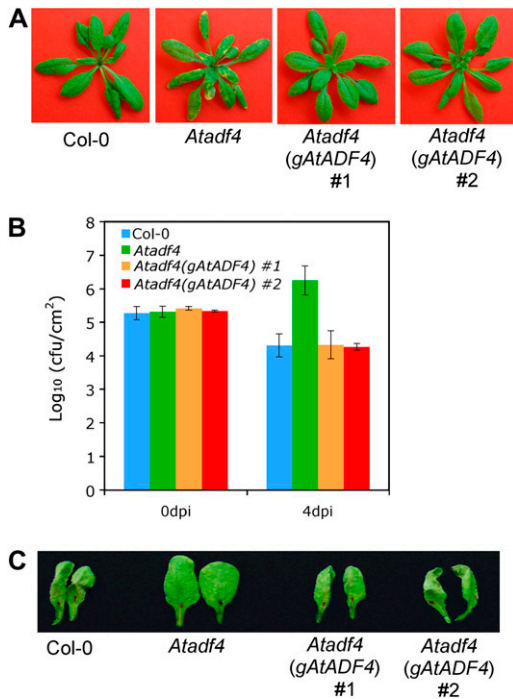 A
Col-0
Atadf4
Atadf4
(gAtADF4)
#1
Atadf4
(gAtADF4)
#2
B
Log10 (cfu/cm²)
8
7
6
5
4
3
2
1
0
Col-0
Atadf4
Atadf4(gAtADF4) #1
Atadf4(gAtADF4) #2
0dpi
4dpi
C
Col-0
Atadf4
Atadf4
(gAtADF4)
#1
Atadf4
(gAtADF4)
#2